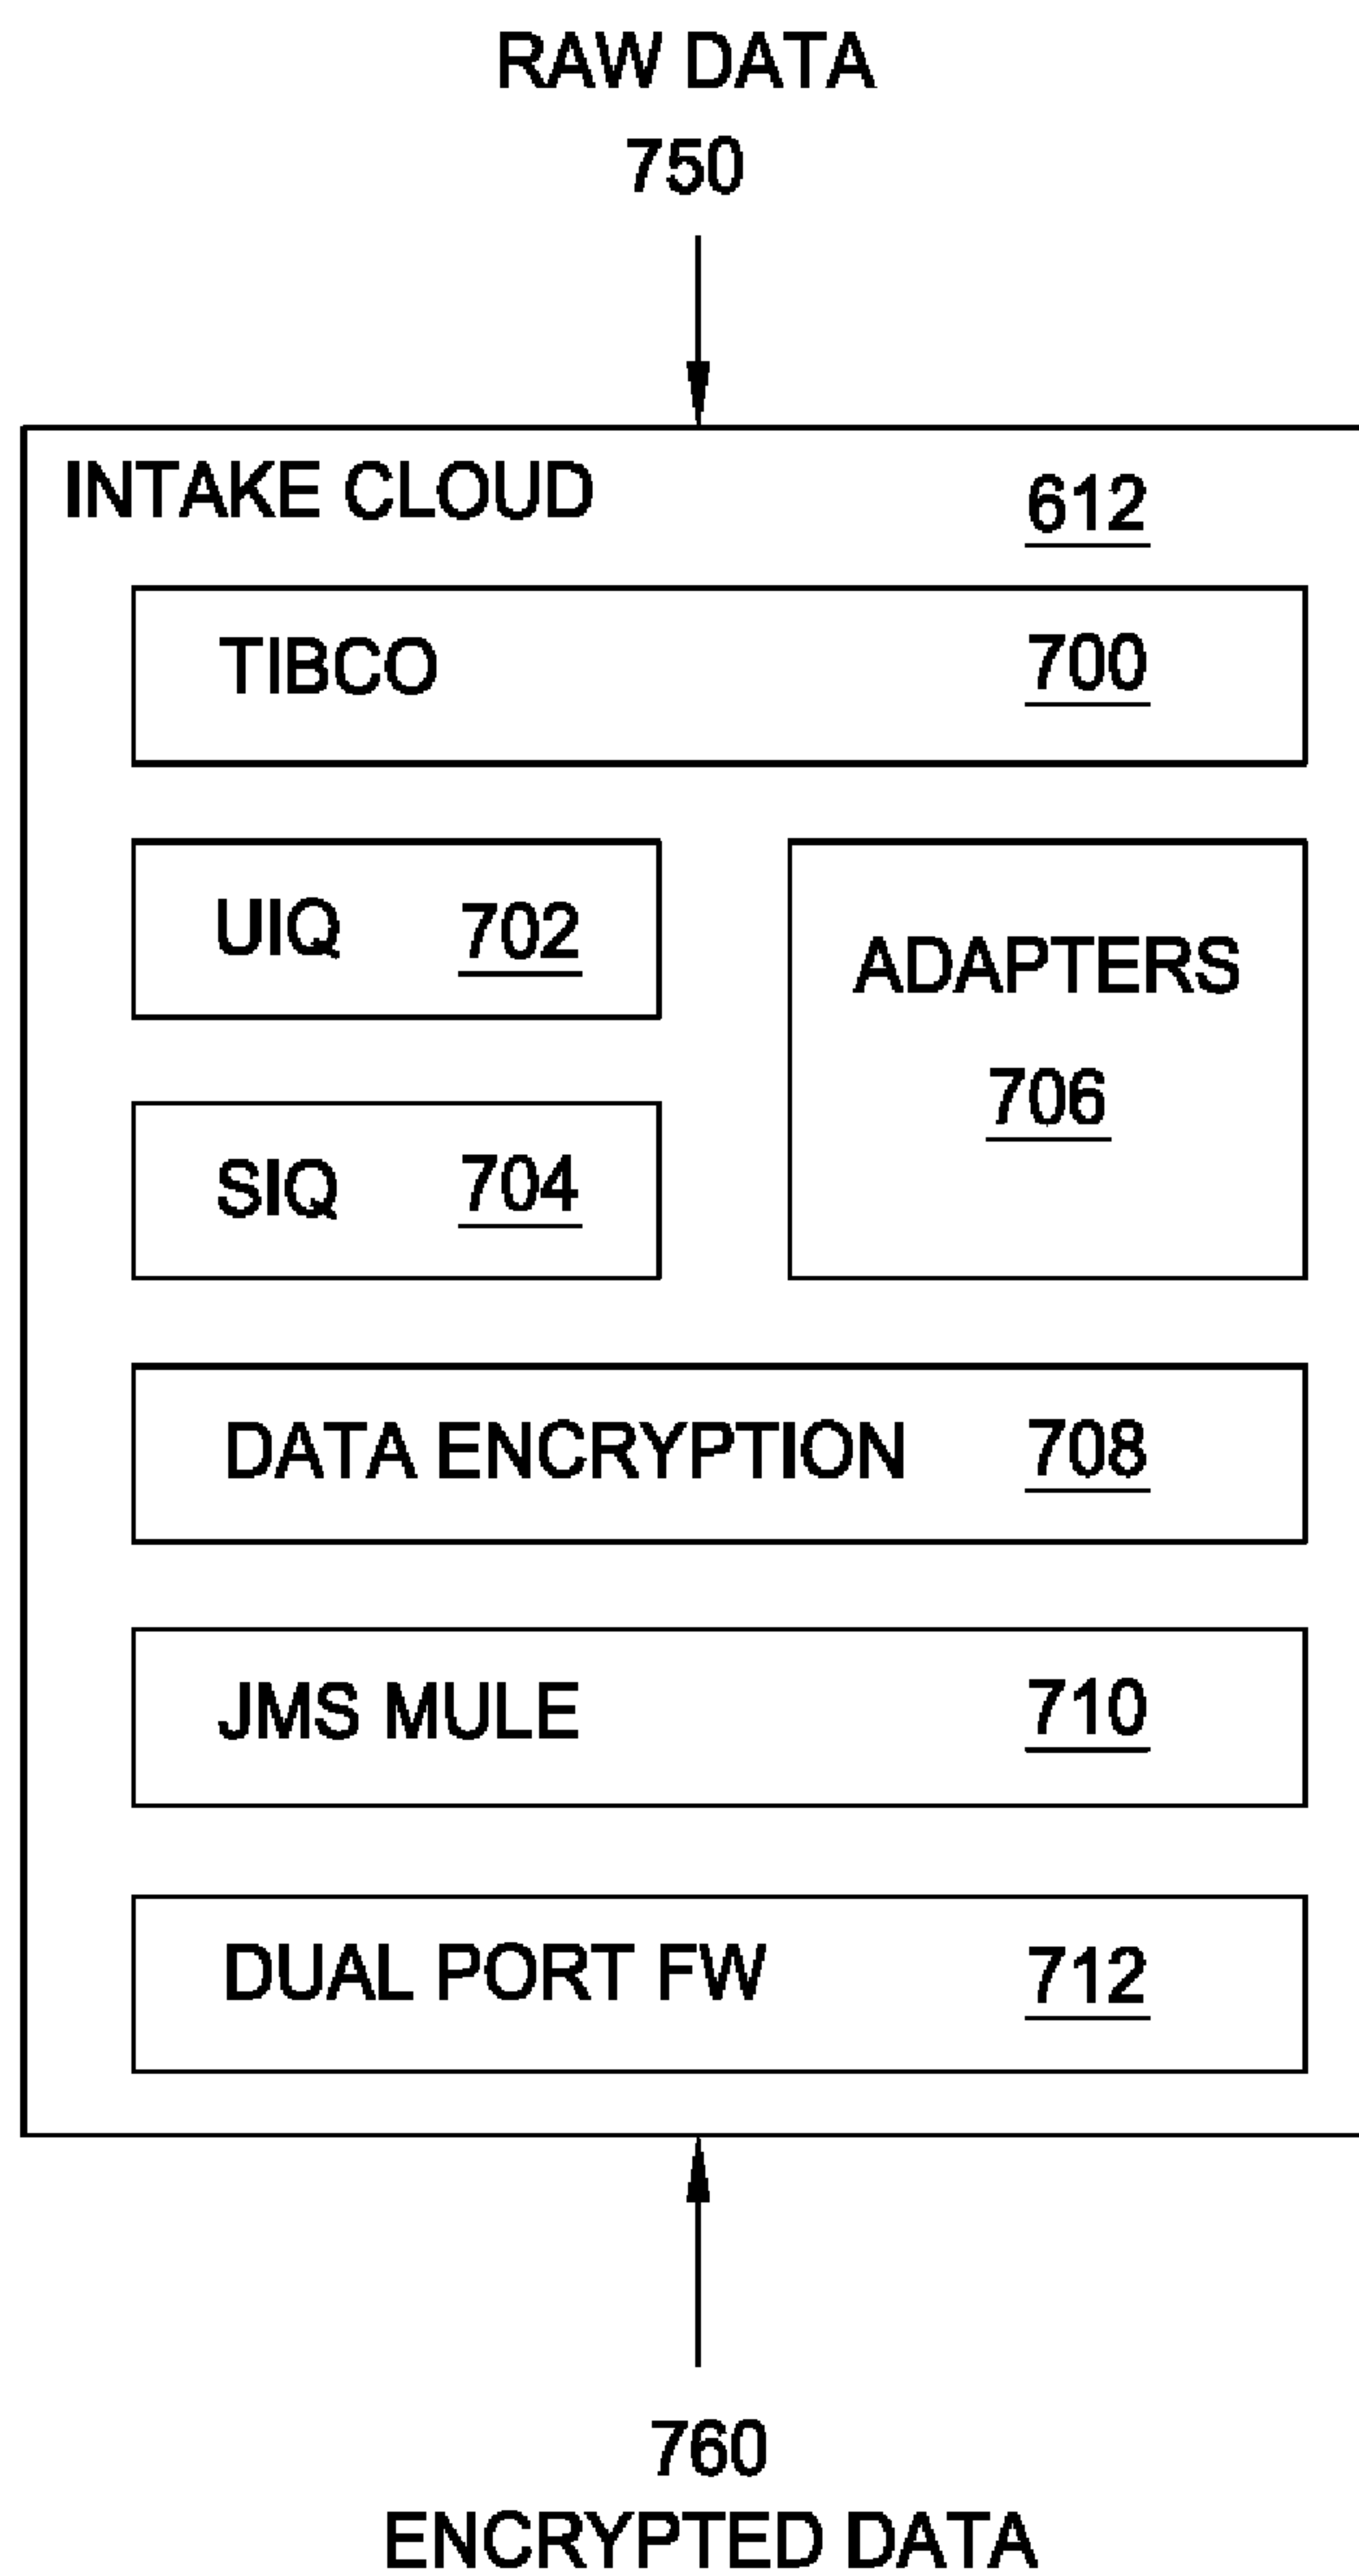 RAW DATA
750
INTAKE CLOUD 612
TIBCO 700
UIQ 702
ADAPTERS
706
SIQ 704
DATA ENCRYPTION 708
JMS MULE 710
DUAL PORT FW 712
760
ENCRYPTED DATA